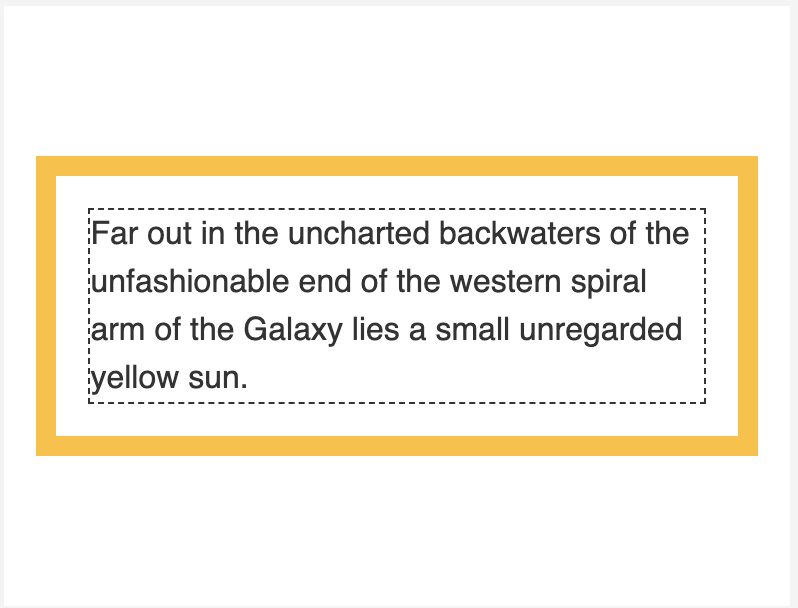 Far out in the uncharted backwaters of the
unfashionable end of the western spiral
arm of the Galaxy lies a small unregarded
yellow sun.